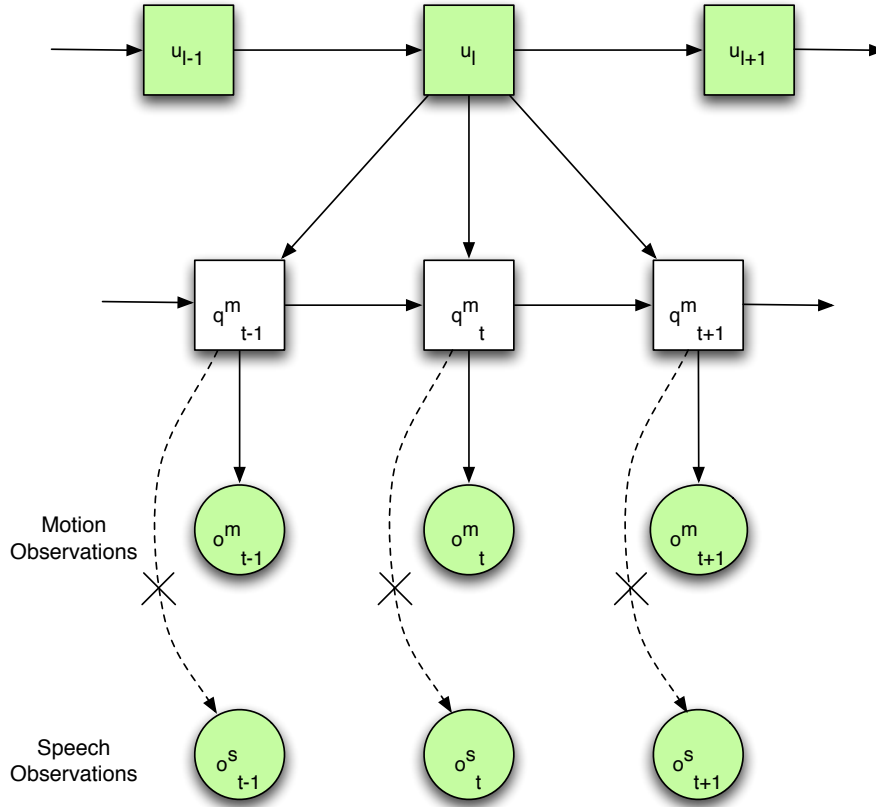 u l-1 u l u l+1
q m t-1 q m t q m t+1
Motion
Observations
o m t-1 o m t o m t+1
Speech
Observations
o s t-1 o s t o s t+1